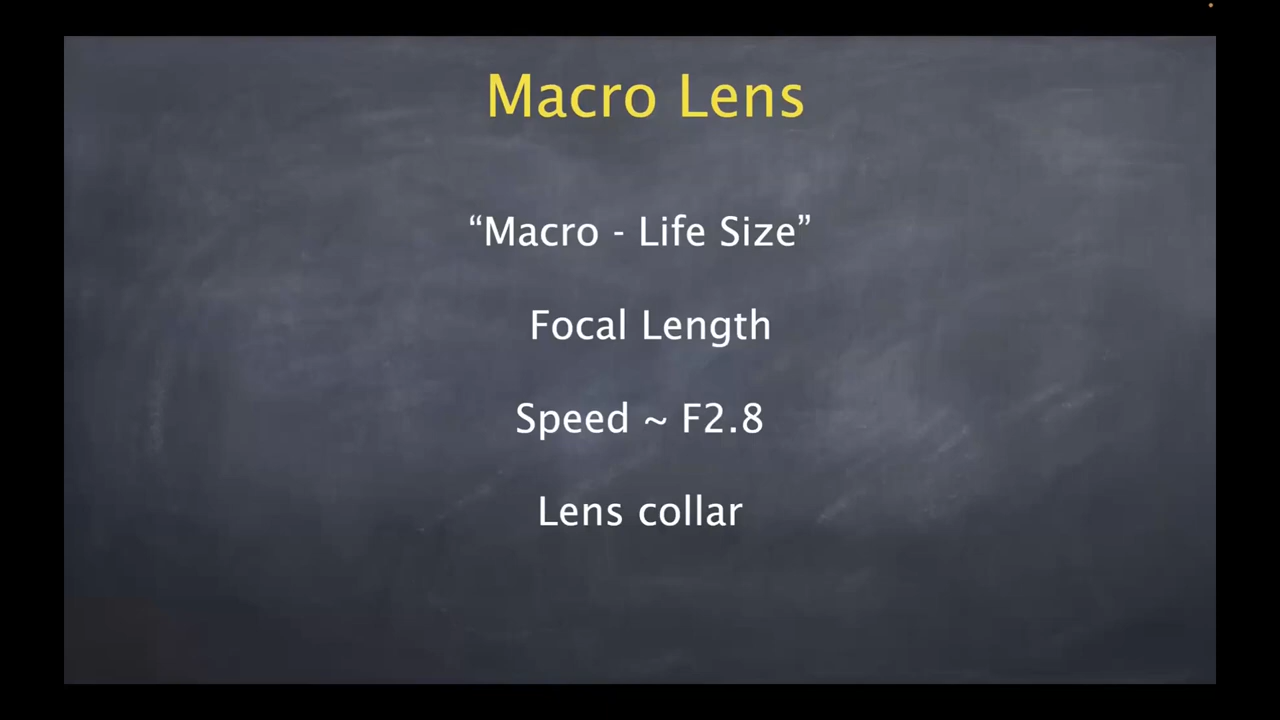 Macro Lens
“Macro - Life Size”
Focal Length
Speed ~ F2.8
Lens collar